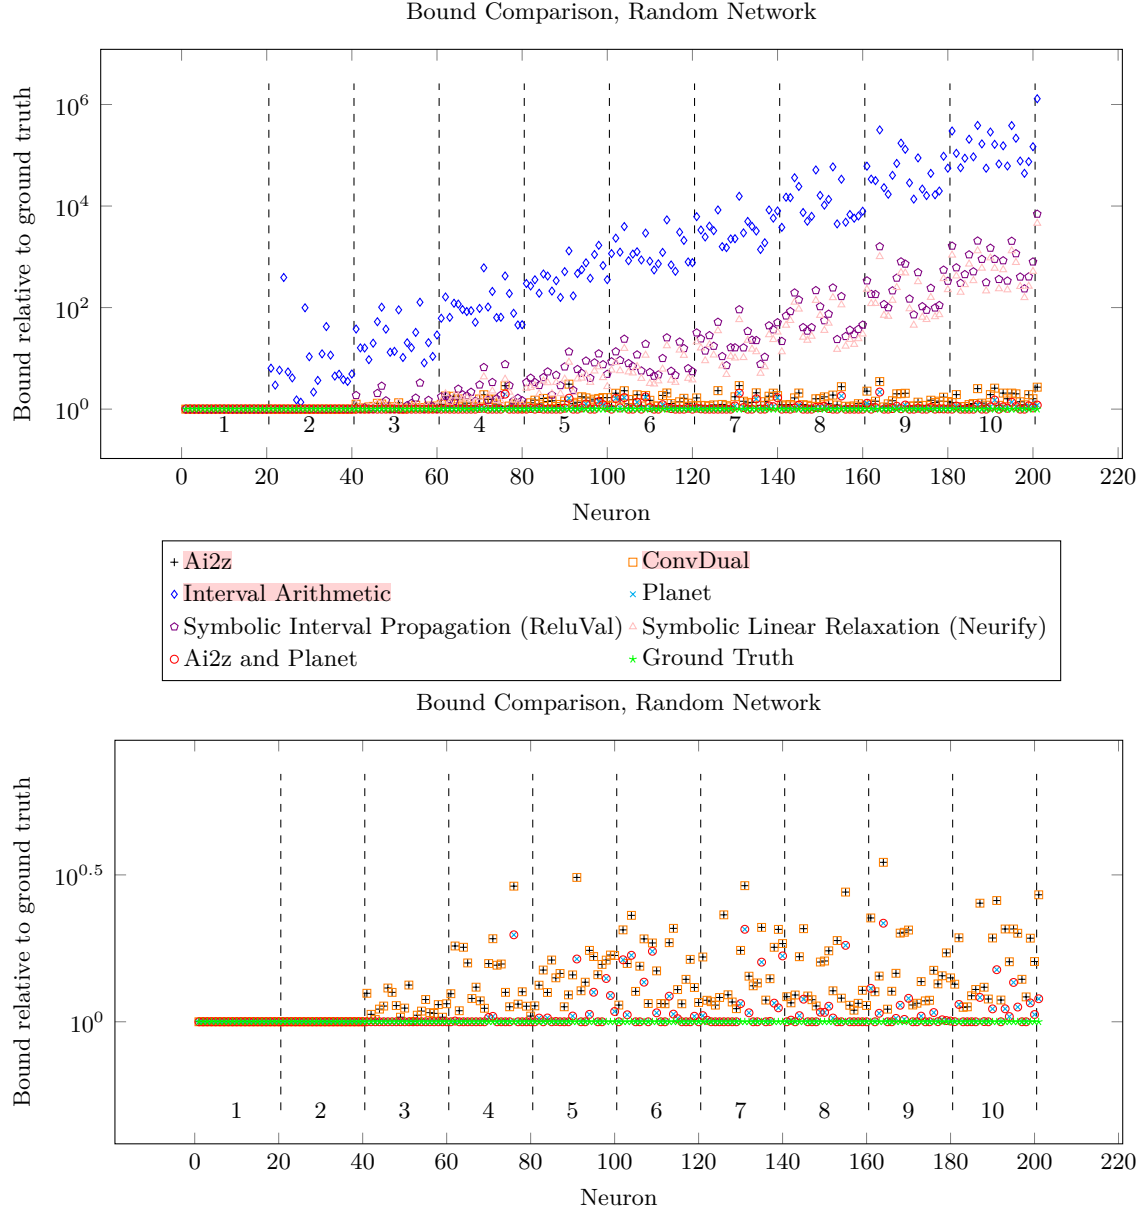 Bound Comparison, Random Network
Bound relative to ground truth
10^6
10^4
10^2
10^0
1 2 3 4 5 6 7 8 9 10
0 20 40 60 80 100 120 140 160 180 200 220
Neuron
Ai2z ConvDual
Interval Arithmetic Planet
Symbolic Interval Propagation (ReluVal) Symbolic Linear Relaxation (Neurify)
Ai2z and Planet Ground Truth
Bound Comparison, Random Network
Bound relative to ground truth
10^0.5
10^0
1 2 3 4 5 6 7 8 9 10
0 20 40 60 80 100 120 140 160 180 200 220
Neuron